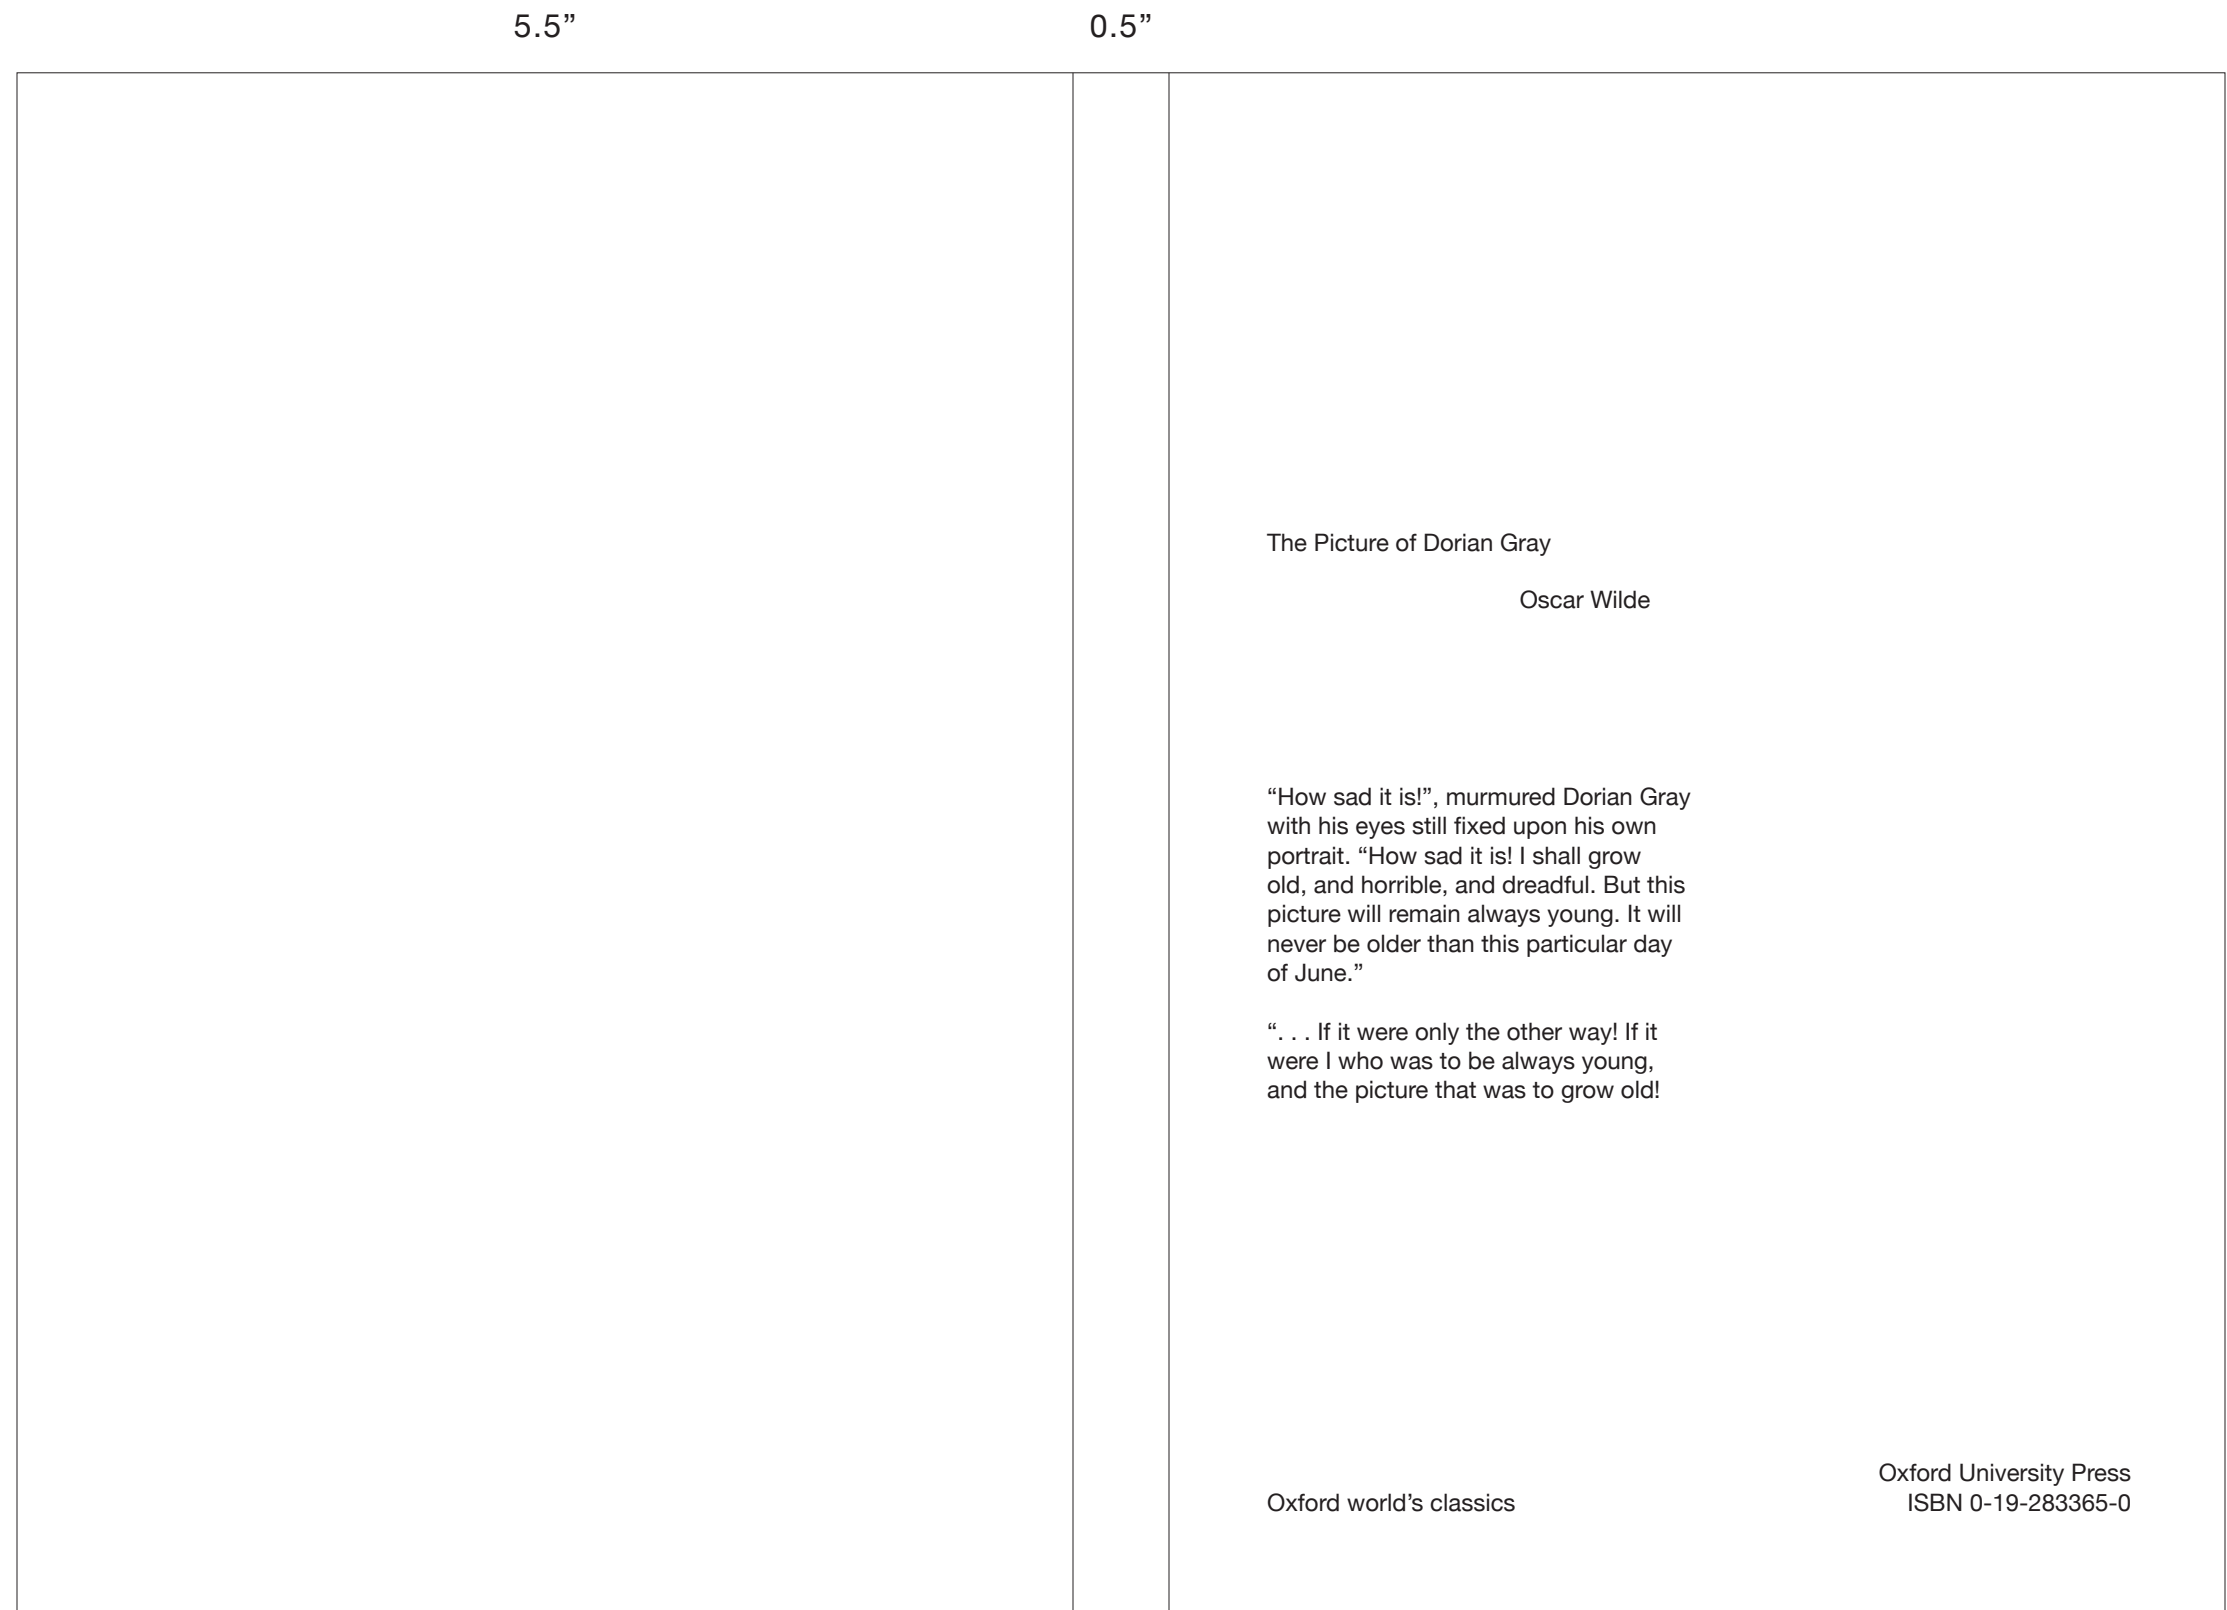 5.5”
0.5”
The Picture of Dorian Gray
Oscar Wilde
“How sad it is!”, murmured Dorian Gray
with his eyes still fixed upon his own
portrait. “How sad it is! I shall grow
old, and horrible, and dreadful. But this
picture will remain always young. It will
never be older than this particular day
of June.”
“. . . If it were only the other way! If it
were I who was to be always young,
and the picture that was to grow old!
Oxford world’s classics
Oxford University Press
ISBN 0-19-283365-0